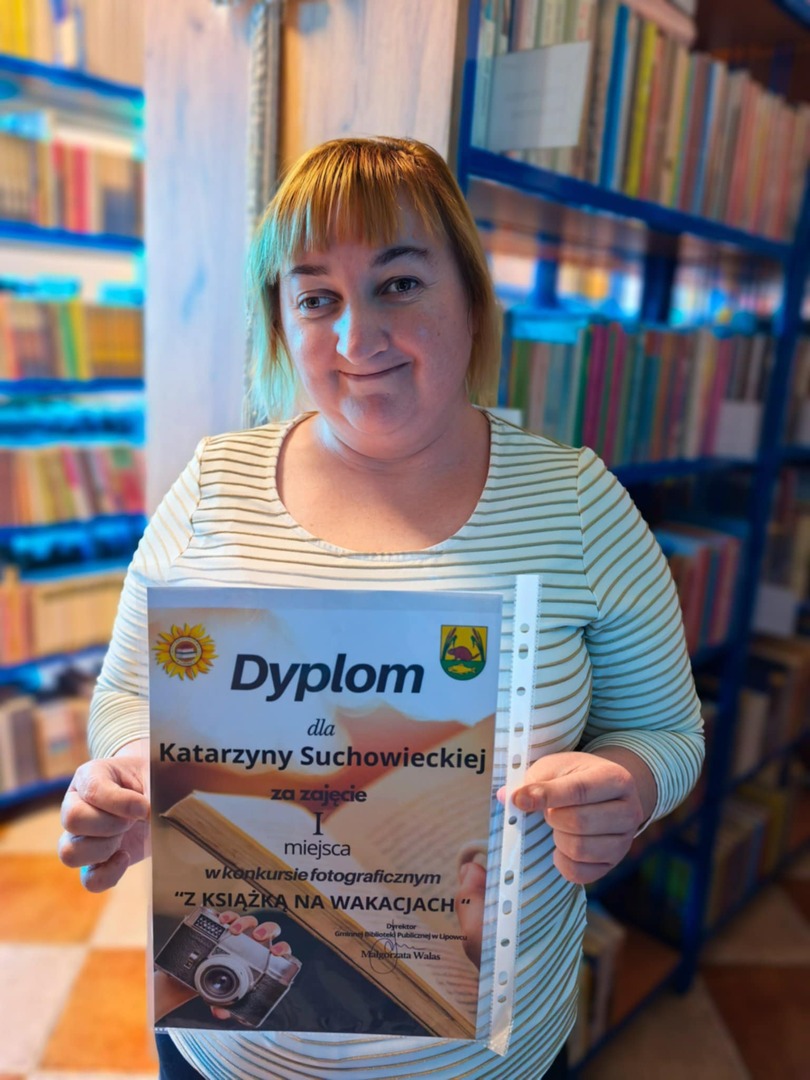 Dyplom
dla
Katarzyny Suchowieckiej
za zajęcie
I
miejsca
w konkursie fotograficznym
“Z KSIĄŻKĄ NA WAKACJACH “
Dyrektor
Gminnej Biblioteki Publicznej w Lipowcu
Małgorzata Walas